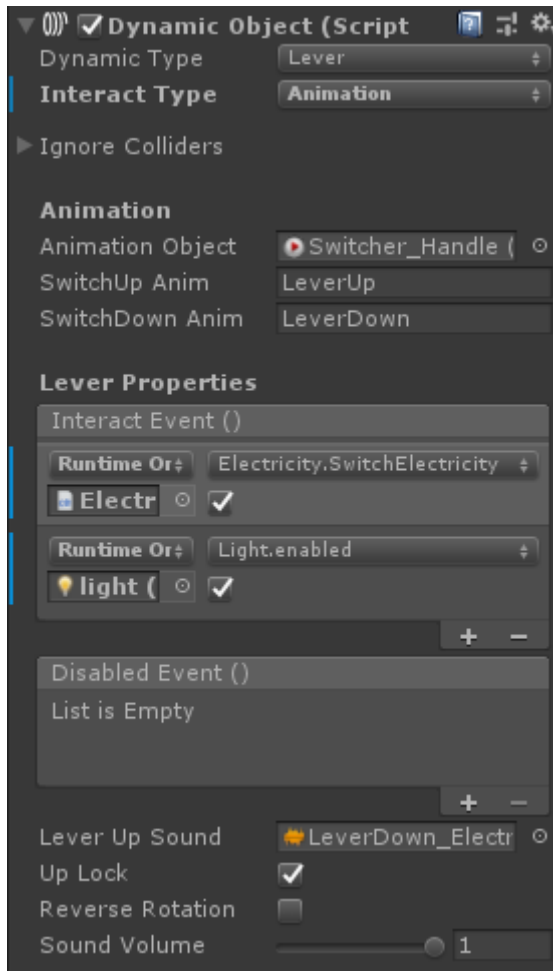 Dynamic Object (Script
Dynamic Type Lever
Interact Type Animation
Ignore Colliders
Animation
Animation Object Switcher_Handle (
SwitchUp Anim LeverUp
SwitchDown Anim LeverDown
Lever Properties
Interact Event ()
Runtime Or Electricity.SwitchElectricity
Electr
Runtime Or Light.enabled
light (
Disabled Event ()
List is Empty
Lever Up Sound LeverDown_Electr
Up Lock
Reverse Rotation
Sound Volume 1